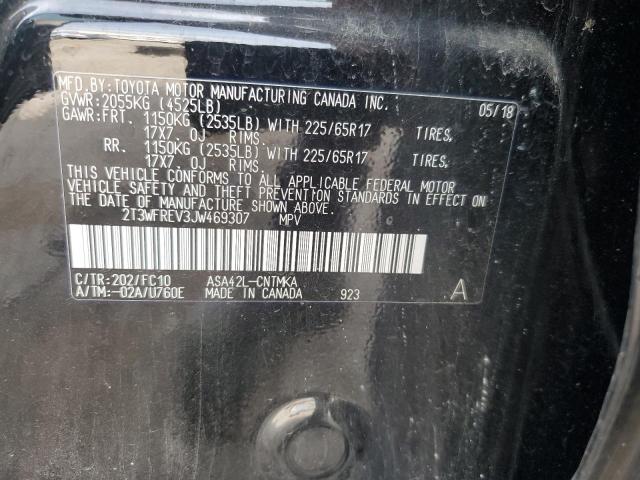 MFD.BY:TOYOTA MOTOR MANUFACTURING CANADA INC.
GVWR:2055KG (4525LB) 05/18
GAWR:FRT. 1150KG (2535LB) WITH 225/65R17 TIRES,
17X7.0J RIMS.
RR. 1150KG (2535LB) WITH 225/65R17 TIRES,
17X7.0J RIMS.
THIS VEHICLE CONFORMS TO ALL APPLICABLE FEDERAL MOTOR
VEHICLE SAFETY AND THEFT PREVENTION STANDARDS IN EFFECT ON
THE DATE OF MANUFACTURE SHOWN ABOVE.
2T3WFREV3JW469307 MPV
C/TR:202/FC10 ASA42L-CNTMKA
A/TM:-02A/U760E MADE IN CANADA 923 A